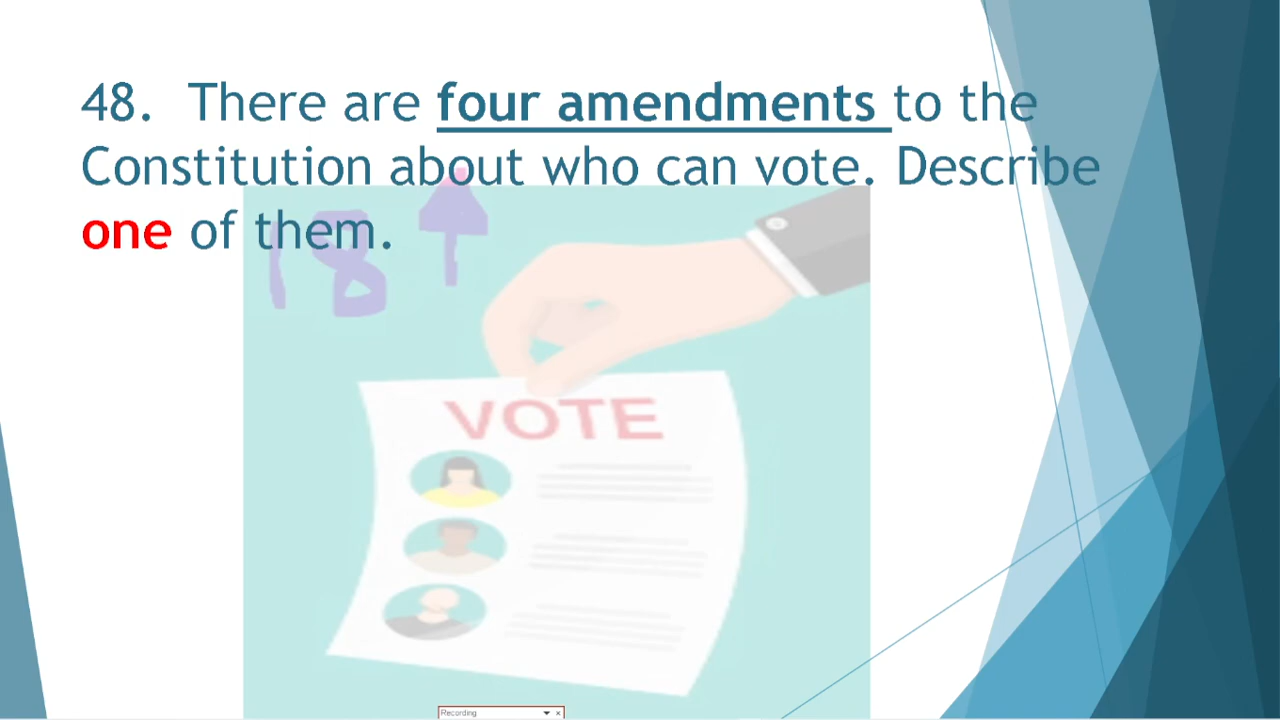 48. There are four amendments to the
Constitution about who can vote. Describe
one of them.
18
VOTE
Recording